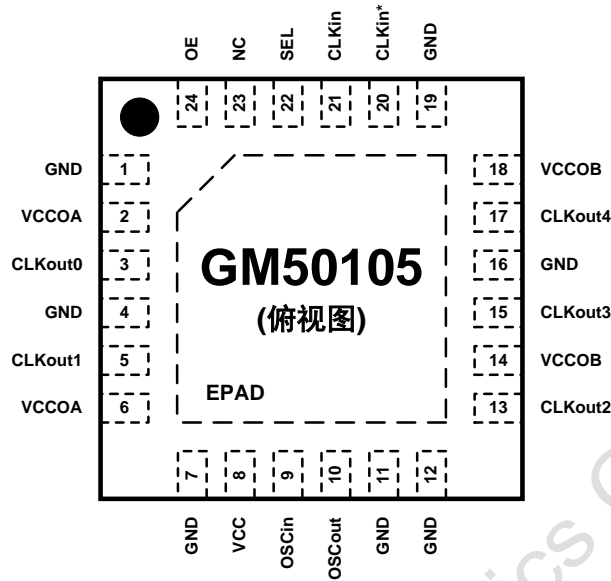 OE NC SEL CLKin CLKin* GND
24 23 22 21 20 19
GND 1
VCCOA 2
CLKout0 3
GND 4
CLKout1 5
VCCOA 6
18 VCCOB
17 CLKout4
16 GND
15 CLKout3
14 VCCOB
13 CLKout2
GM50105
(俯视图)
EPAD
7 8 9 10 11 12
GND VCC OSCin OSCout GND GND
ics